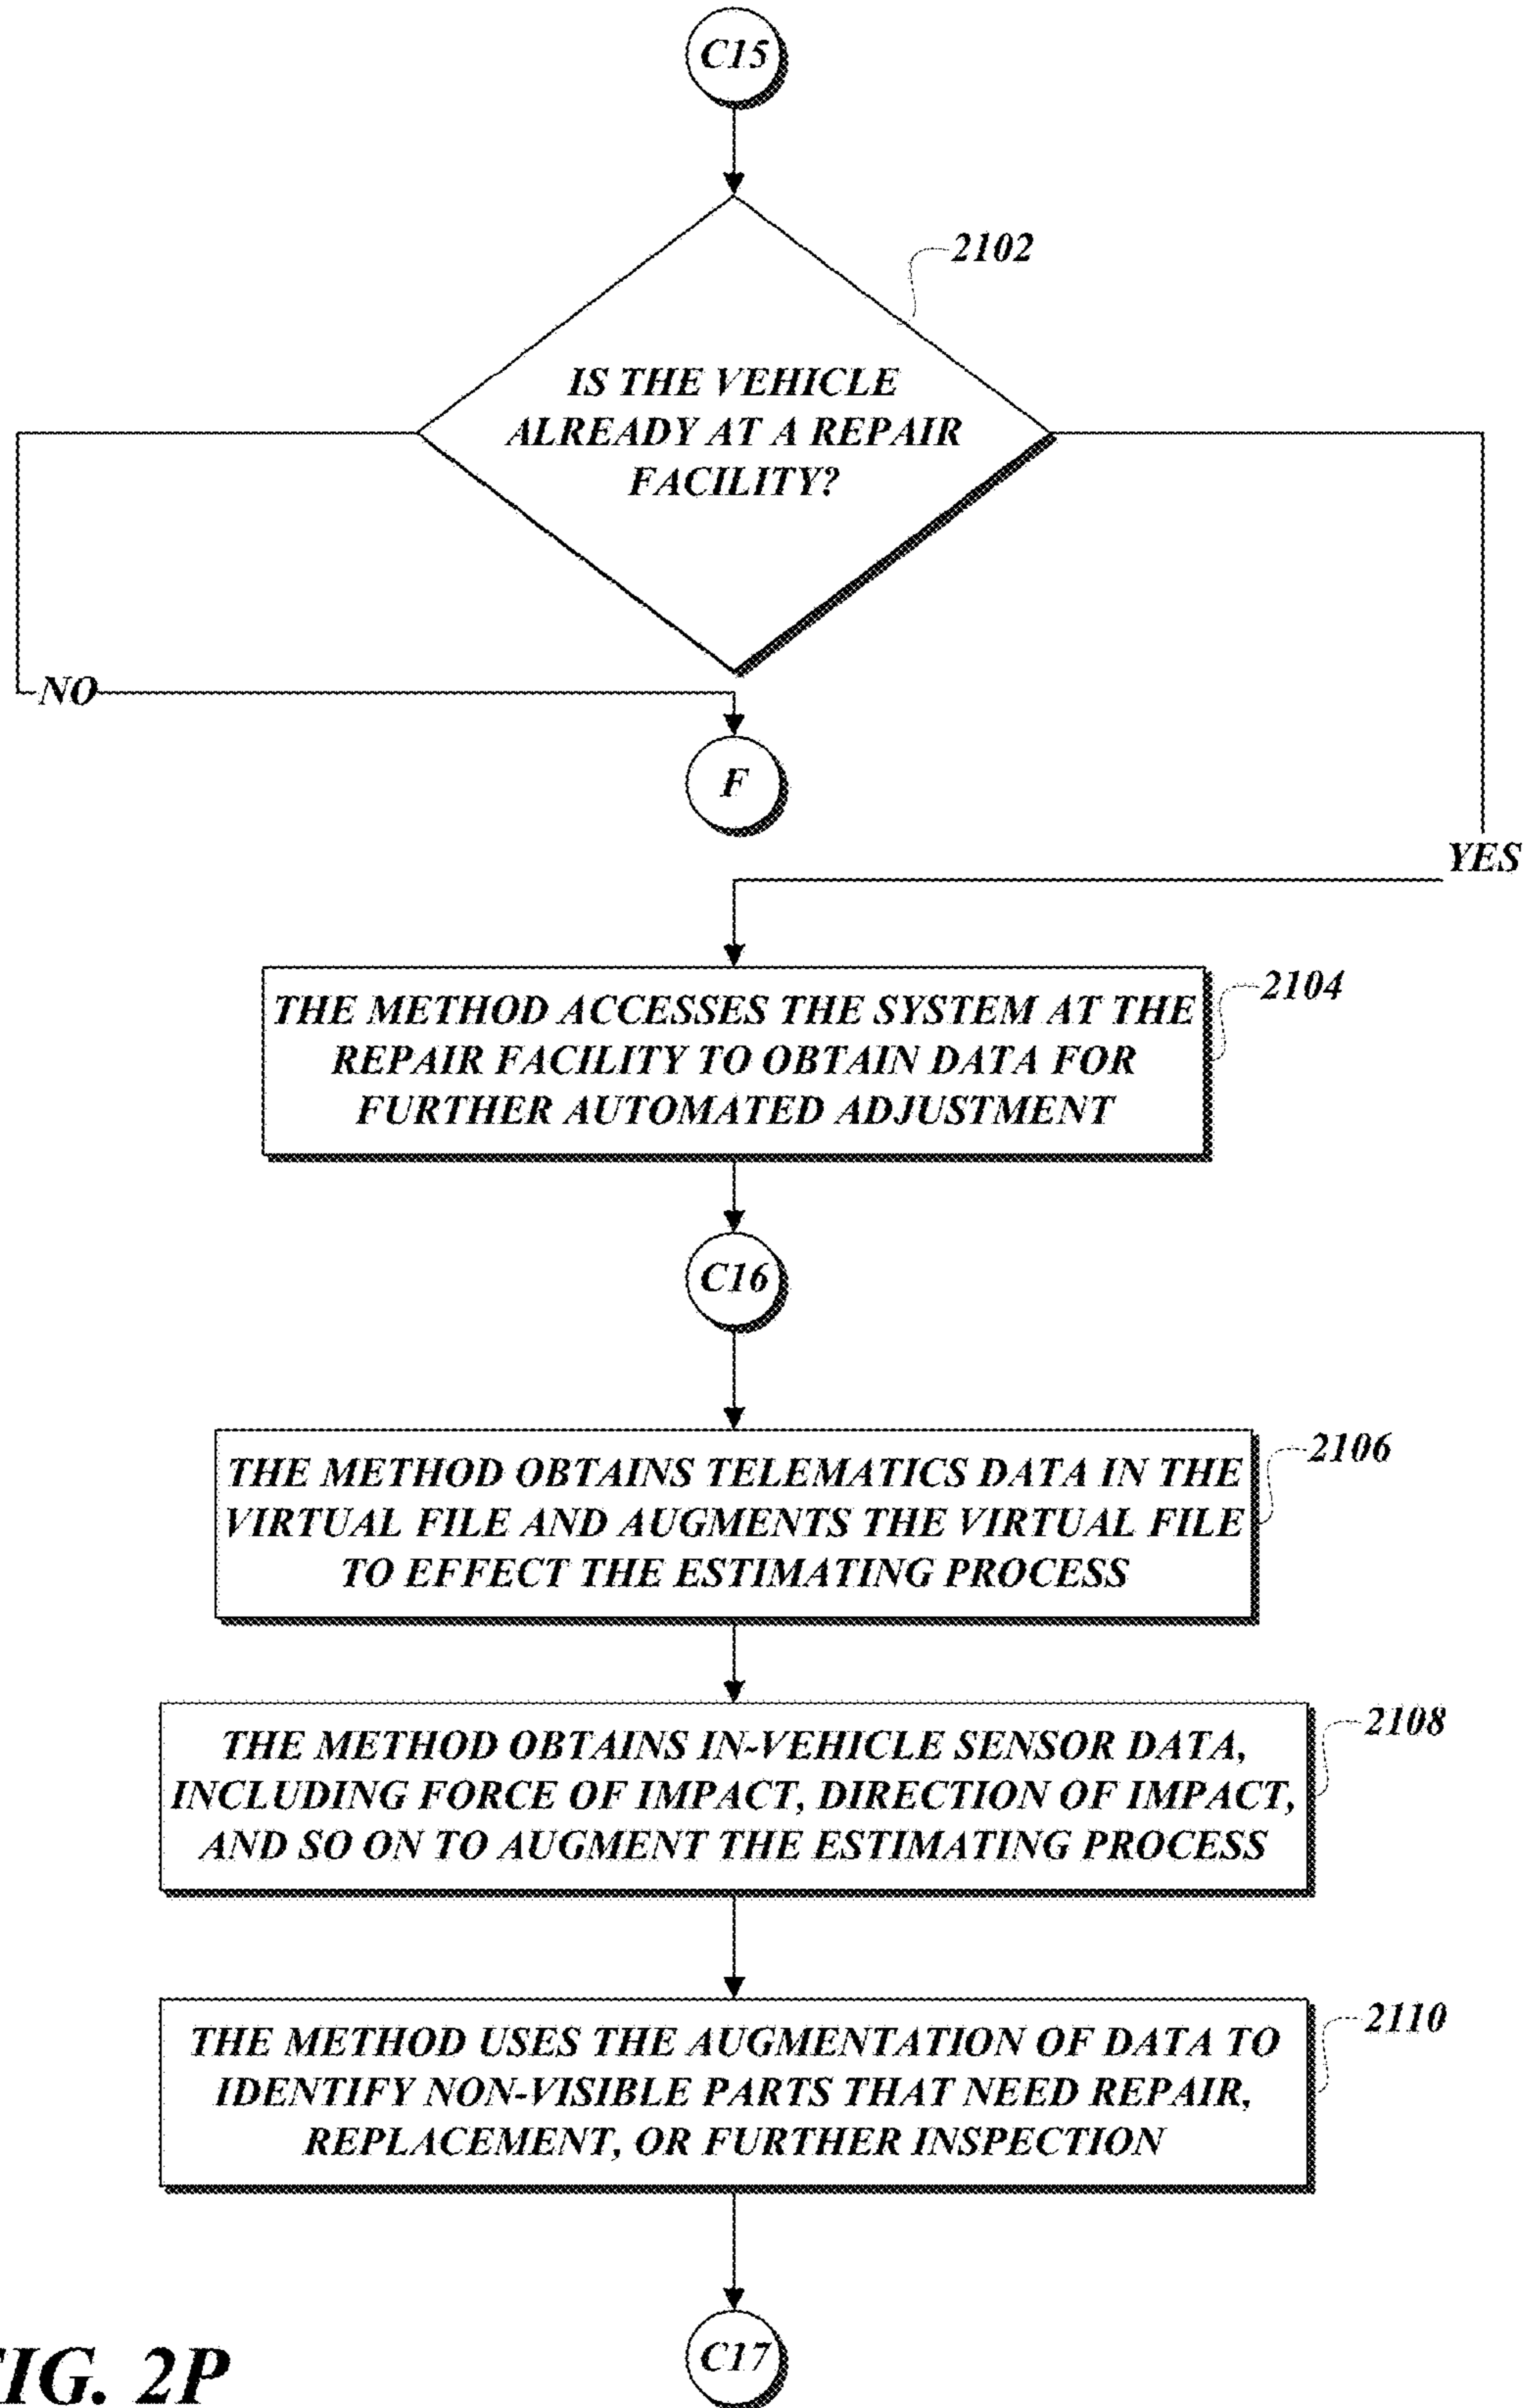 C15
2102
IS THE VEHICLE
ALREADY AT A REPAIR
FACILITY?
NO
F
YES
2104
THE METHOD ACCESSES THE SYSTEM AT THE
REPAIR FACILITY TO OBTAIN DATA FOR
FURTHER AUTOMATED ADJUSTMENT
C16
2106
THE METHOD OBTAINS TELEMATICS DATA IN THE
VIRTUAL FILE AND AUGMENTS THE VIRTUAL FILE
TO EFFECT THE ESTIMATING PROCESS
2108
THE METHOD OBTAINS IN-VEHICLE SENSOR DATA,
INCLUDING FORCE OF IMPACT, DIRECTION OF IMPACT,
AND SO ON TO AUGMENT THE ESTIMATING PROCESS
2110
THE METHOD USES THE AUGMENTATION OF DATA TO
IDENTIFY NON-VISIBLE PARTS THAT NEED REPAIR,
REPLACEMENT, OR FURTHER INSPECTION
C17
FIG. 2P